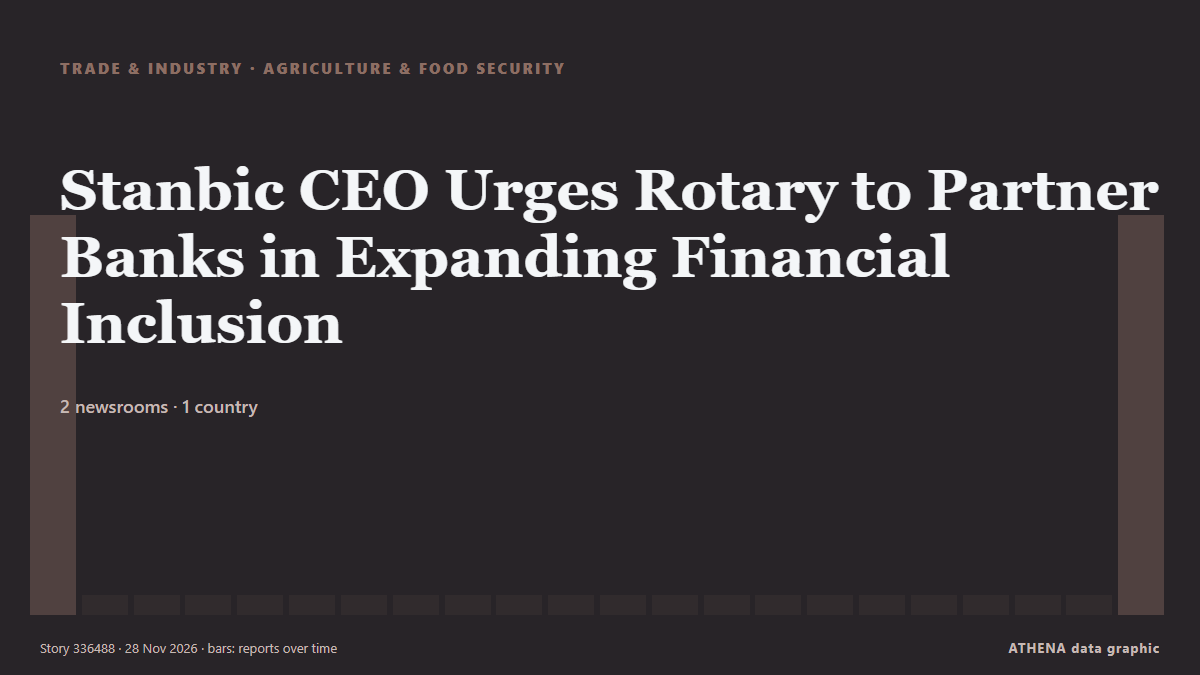 TRADE & INDUSTRY · AGRICULTURE & FOOD SECURITY
Stanbic CEO Urges Rotary to Partner
Banks in Expanding Financial
Inclusion
2 newsrooms · 1 country
Story 336488 · 28 Nov 2026 · bars: reports over time
ATHENA data graphic